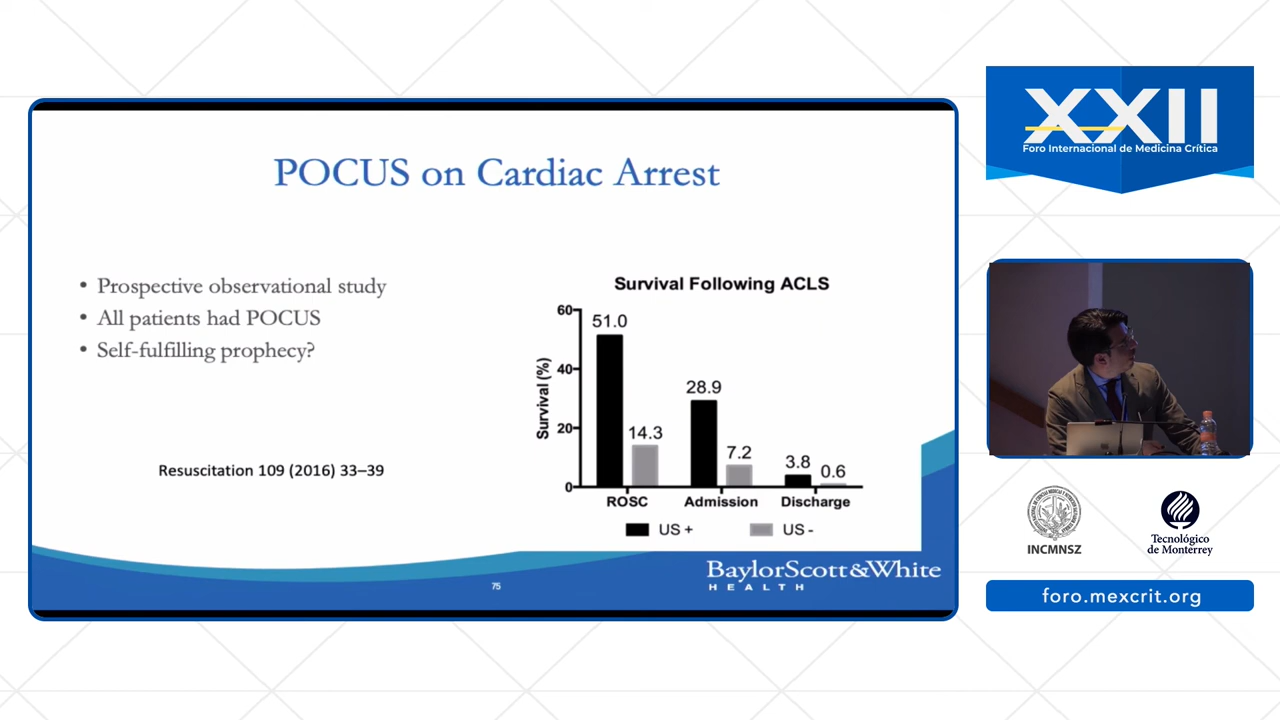 POCUS on Cardiac Arrest
• Prospective observational study
• All patients had POCUS
• Self-fulfilling prophecy?
Resuscitation 109 (2016) 33–39
Survival Following ACLS
Survival (%)
60
40
20
0
51.0
14.3
28.9
7.2
3.8
0.6
ROSC
Admission
Discharge
US +
US -
75
BaylorScott&White
HEALTH
XXII
Foro Internacional de Medicina Crítica
INCMNSZ
Tecnológico
de Monterrey
foro.mexcrit.org